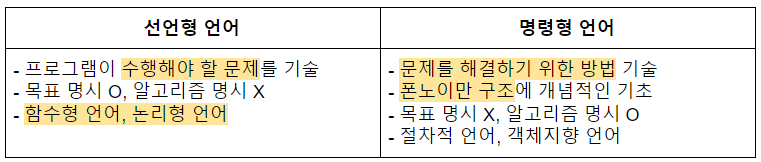 선언형 언어
명령형 언어
- 프로그램이 수행해야 할 문제를 기술
- 목표 명시 O, 알고리즘 명시 X
- 함수형 언어, 논리형 언어
- 문제를 해결하기 위한 방법 기술
- 폰노이만 구조에 개념적인 기초
- 목표 명시 X, 알고리즘 명시 O
- 절차적 언어, 객체지향 언어